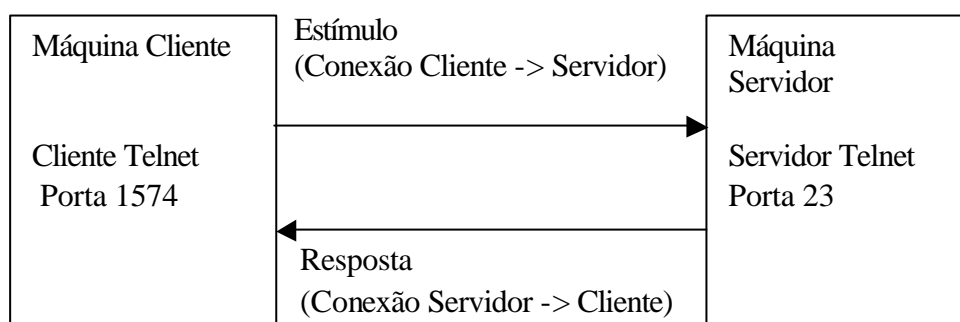 Máquina Cliente
Cliente Telnet
Porta 1574
Estímulo
(Conexão Cliente -> Servidor)
Resposta
(Conexão Servidor -> Cliente)
Máquina
Servidor
Servidor Telnet
Porta 23